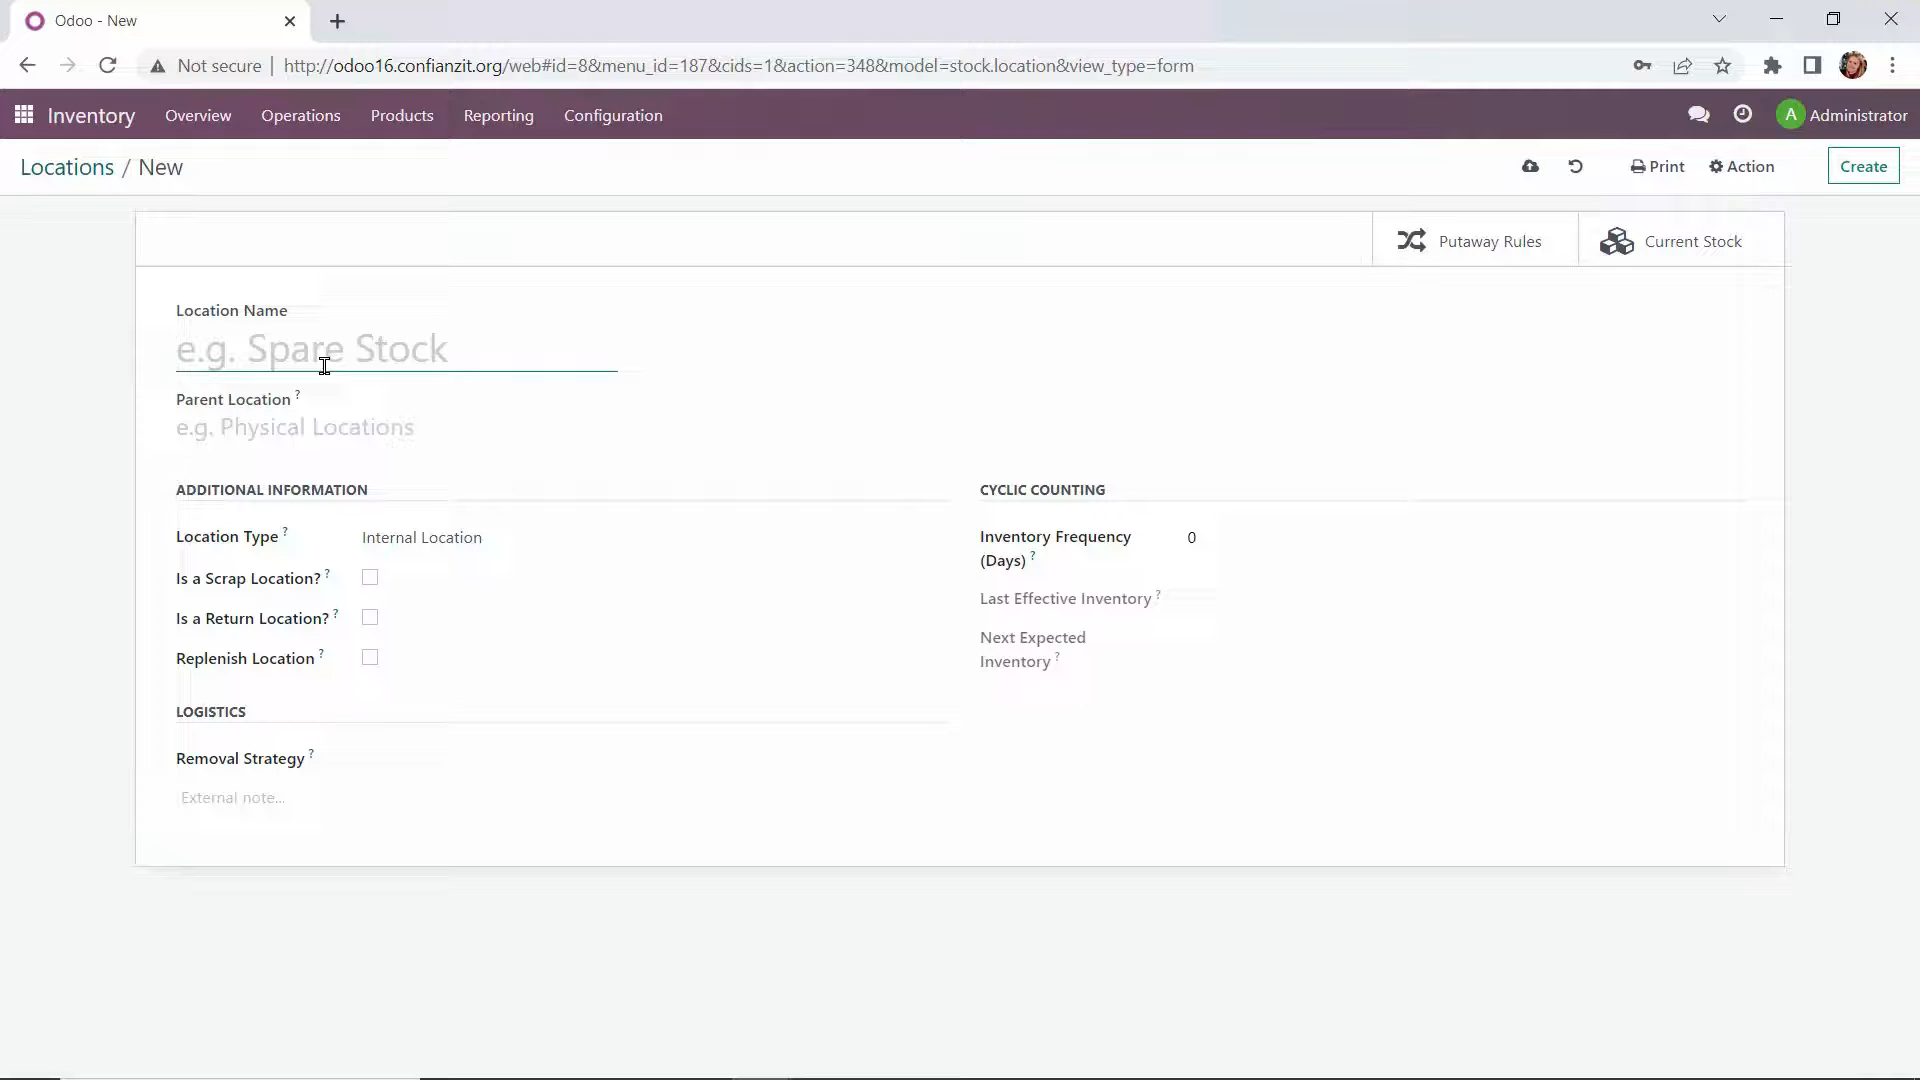 Odoo - New
Not secure | http://odoo16.confianzit.org/web#id=8&menu_id=187&cids=1&action=348&model=stock.location&view_type=form
Inventory Overview Operations Products Reporting Configuration A Administrator
Locations / New Print Action Create
Putaway Rules Current Stock
Location Name
e.g. Spare Stock
Parent Location ?
e.g. Physical Locations
ADDITIONAL INFORMATION
Location Type ? Internal Location
Is a Scrap Location? ?
Is a Return Location? ?
Replenish Location ?
CYCLIC COUNTING
Inventory Frequency 0
(Days) ?
Last Effective Inventory ?
Next Expected
Inventory ?
LOGISTICS
Removal Strategy ?
External note...